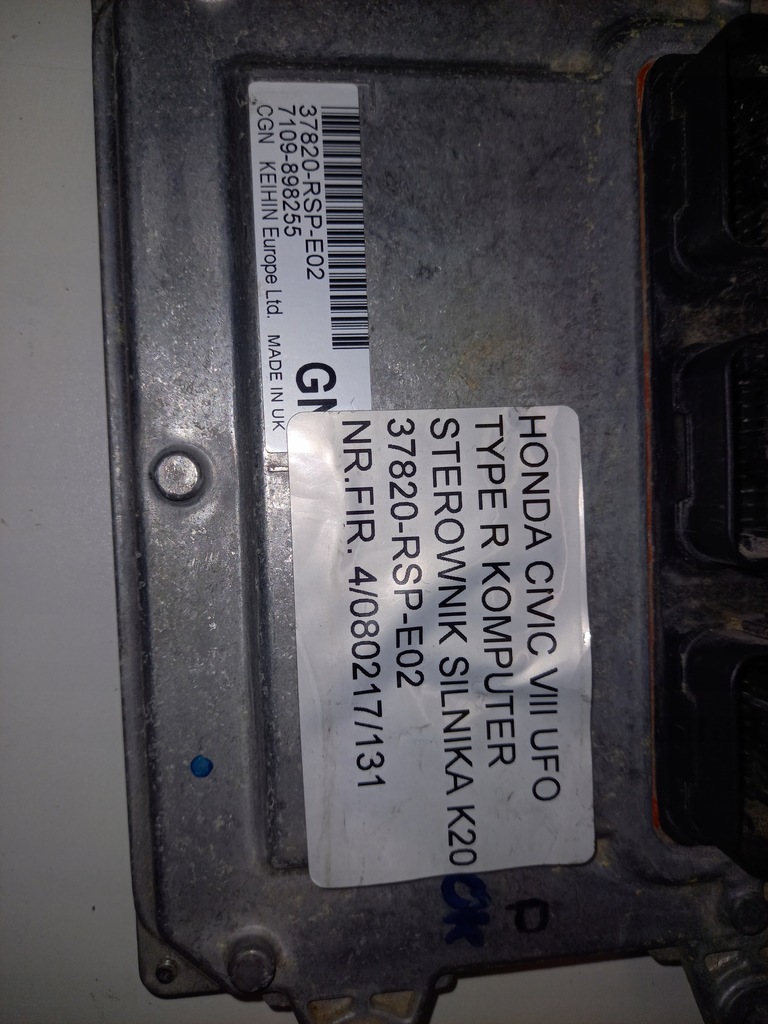 37820-RSP-E02
7109-898255
CGN KEIHIN Europe Ltd. MADE IN UK
HONDA CIVIC VIII UFO
TYPE R KOMPUTER
STEROWNIK SILNIKA K20
37820-RSP-E02
NR.FIR. 4/080217/131
OK
P